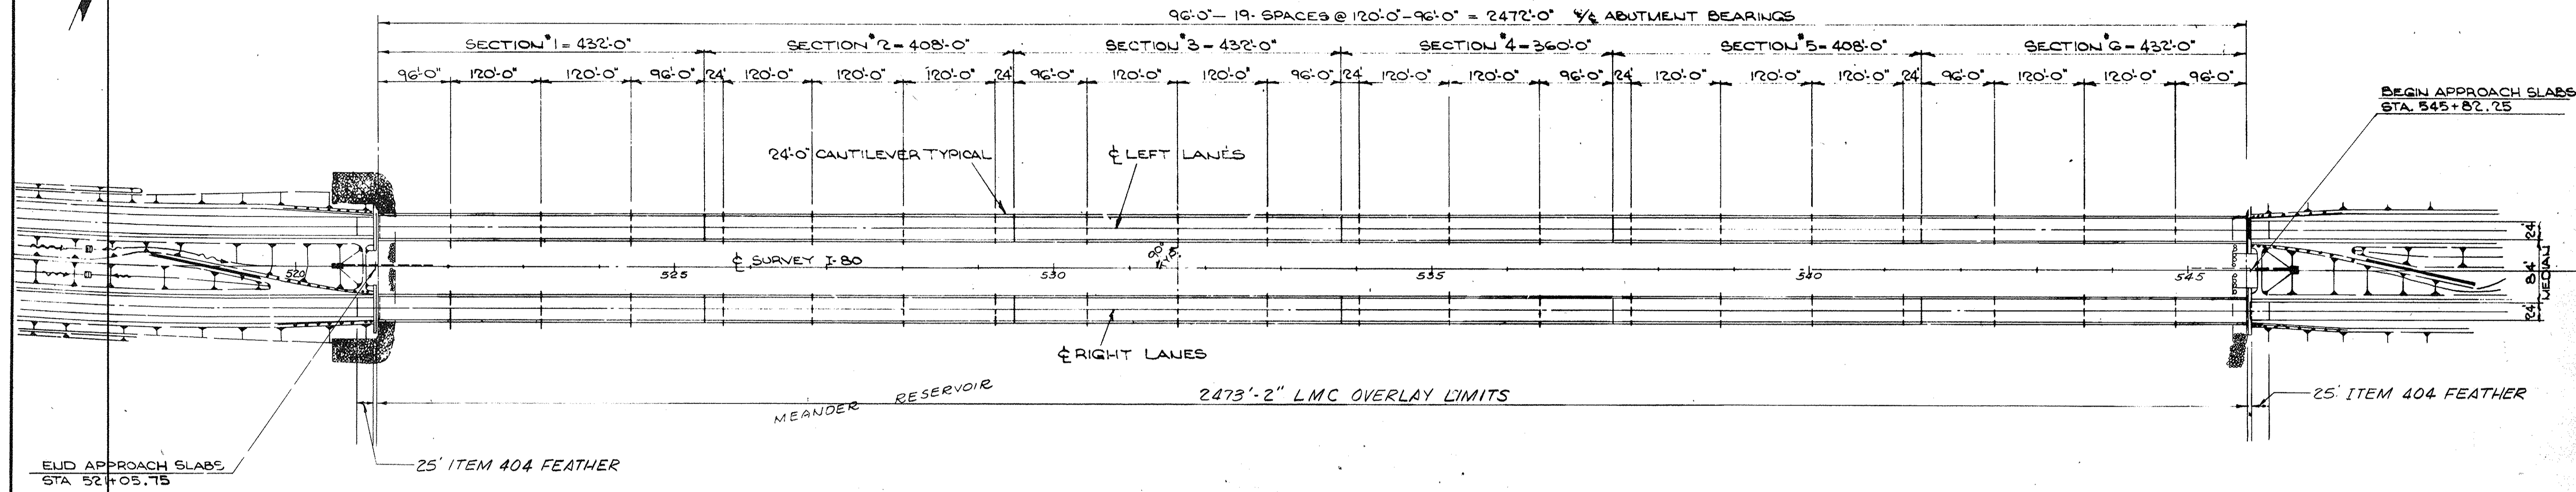 96'-0" — 19 - SPACES @ 120'-0" - 96'-0" = 2472'-0" ℄/℄ ABUTMENT BEARINGS
SECTION #1 = 432'-0" SECTION #2 - 408'-0" SECTION #3 - 432'-0" SECTION #4 - 360'-0" SECTION #5 - 408'-0" SECTION #6 - 432'-0"
96'-0" 120'-0" 120'-0" 96'-0" 24' 120'-0" 120'-0" 120'-0" 24' 96'-0" 120'-0" 120'-0" 96'-0" 24' 120'-0" 120'-0" 96'-0" 24' 120'-0" 120'-0" 120'-0" 24' 96'-0" 120'-0" 120'-0" 96'-0"
BEGIN APPROACH SLABS
STA. 545+82.25
24'-0" CANTILEVER TYPICAL
℄ LEFT LANES
℄ SURVEY I-80
520 525 530 535 540 545
24'
84'
MEDIAN
24'
℄ RIGHT LANES
MEANDER RESERVOIR
2473'-2" LMC OVERLAY LIMITS
25' ITEM 404 FEATHER
END APPROACH SLABS
STA 521+05.75
25' ITEM 404 FEATHER